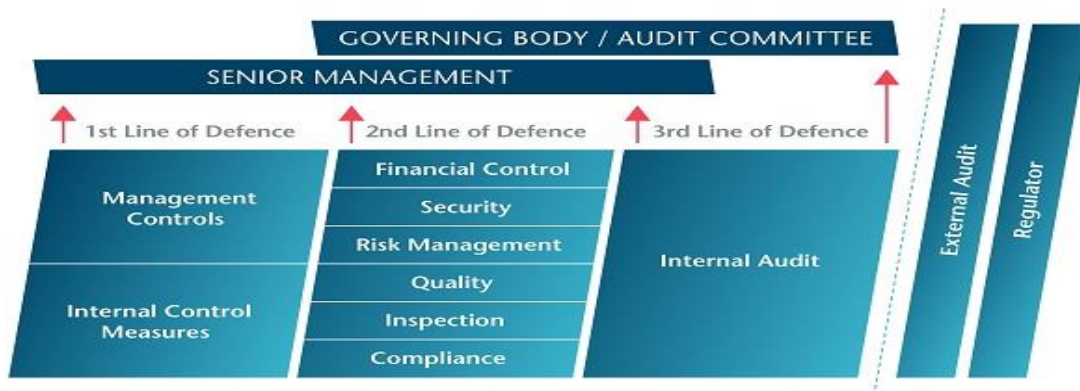 GOVERNING BODY / AUDIT COMMITTEE
SENIOR MANAGEMENT
1st Line of Defence
2nd Line of Defence
3rd Line of Defence
Management
Controls
Internal Control
Measures
Financial Control
Security
Risk Management
Quality
Inspection
Compliance
Internal Audit
External Audit
Regulator